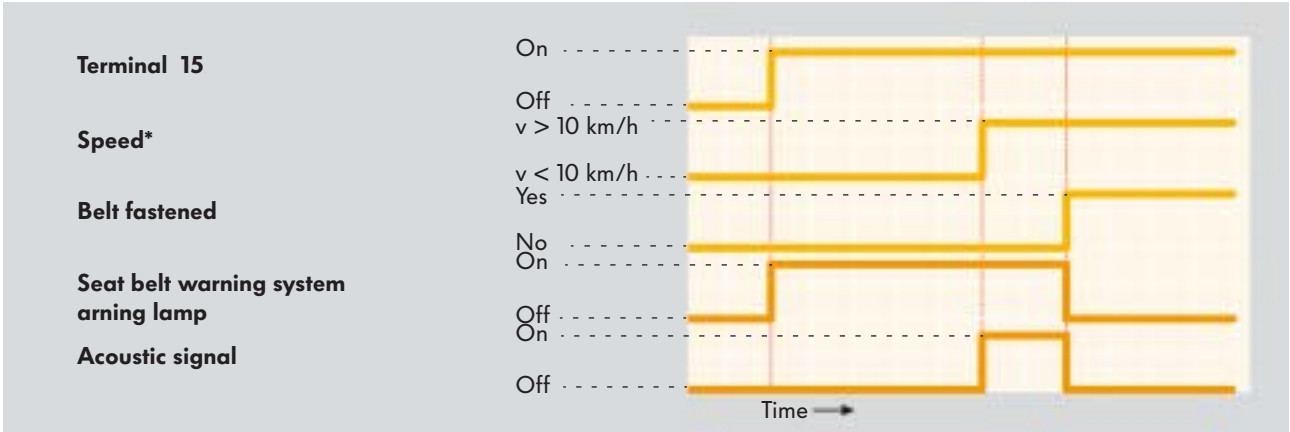 On
Terminal 15
Off
v > 10 km/h
Speed*
v < 10 km/h
Yes
Belt fastened
No
On
Seat belt warning system
arning lamp
Off
On
Acoustic signal
Off
Time